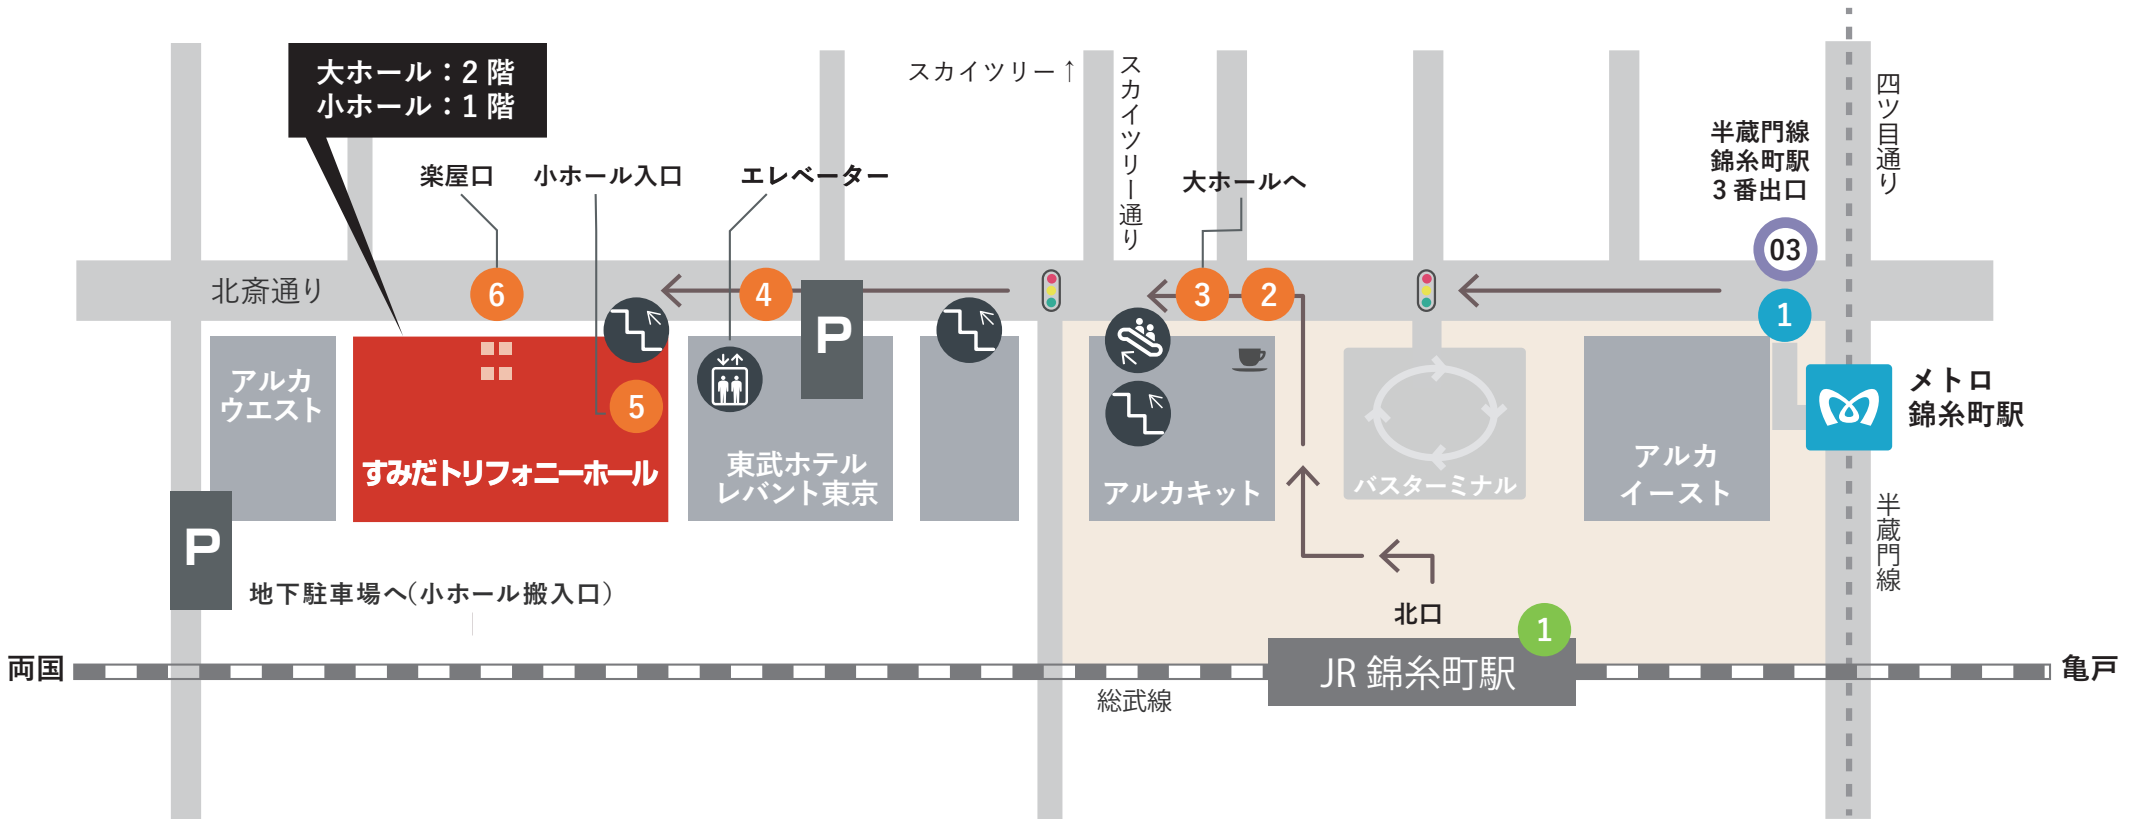 大ホール：2 階
小ホール：1 階
スカイツリー↑
スカイツリー通り
四ツ目通り
半蔵門線
錦糸町駅
3 番出口
03
1
楽屋口
小ホール入口
エレベーター
大ホールへ
北斎通り
6
4
P
3
2
5
アルカ
ウエスト
すみだトリフォニーホール
東武ホテル
レバント東京
アルカキット
バスターミナル
アルカ
イースト
メトロ
錦糸町駅
半蔵門線
P
地下駐車場へ(小ホール搬入口)
北口
1
両国
JR 錦糸町駅
亀戸
総武線